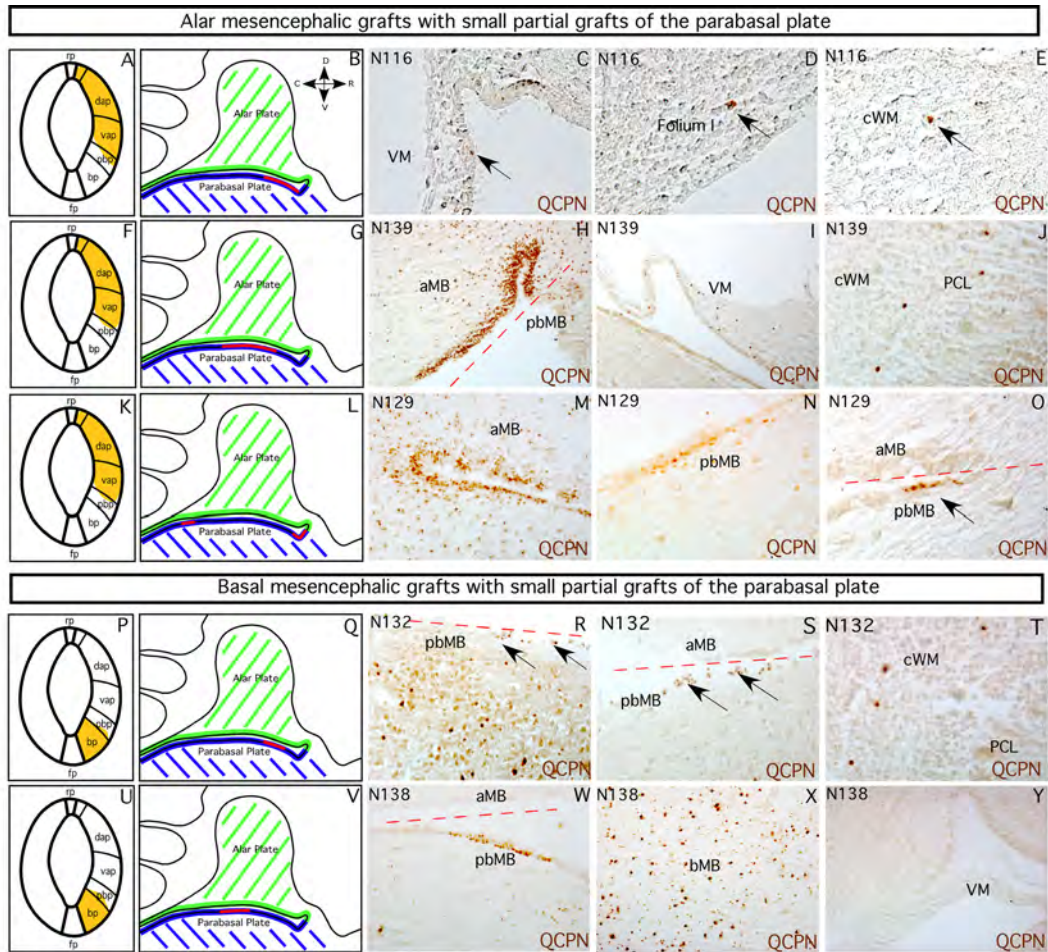 Alar mesencephalic grafts with small partial grafts of the parabasal plate
rp
A
dap
vap
pbp
bp
fp
B
D
C R
V
Alar Plate
Parabasal Plate
N116 C
VM
QCPN
N116 D
Folium I
QCPN
N116 E
cWM
QCPN
rp
F
dap
vap
pbp
bp
fp
G
Alar Plate
Parabasal Plate
N139 H
aMB
pbMB
QCPN
N139 I
VM
QCPN
N139 J
cWM PCL
QCPN
rp
K
dap
vap
pbp
bp
fp
L
Alar Plate
Parabasal Plate
N129 M
aMB
QCPN
N129 N
pbMB
QCPN
N129 O
aMB
pbMB
QCPN
Basal mesencephalic grafts with small partial grafts of the parabasal plate
rp
P
dap
vap
pbp
bp
fp
Q
Alar Plate
Parabasal Plate
N132 R
pbMB
QCPN
N132 S
aMB
pbMB
QCPN
N132 T
cWM
PCL
QCPN
rp
U
dap
vap
pbp
bp
fp
V
Alar Plate
Parabasal Plate
N138 W
aMB
pbMB
QCPN
N138 X
bMB
QCPN
N138 Y
VM
QCPN